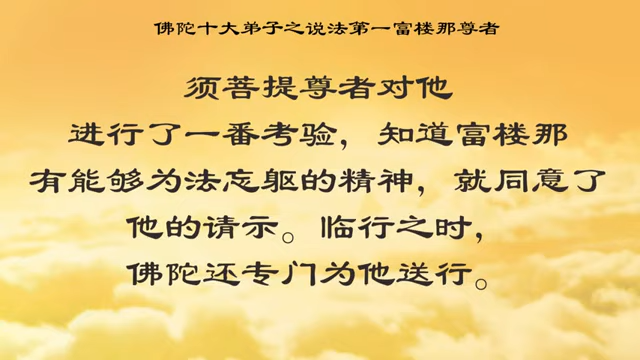 佛陀十大弟子之说法第一富楼那尊者
须菩提尊者对他
进行了一番考验，知道富楼那
有能够为法忘躯的精神，就同意了
他的请示。临行之时，
佛陀还专门为他送行。